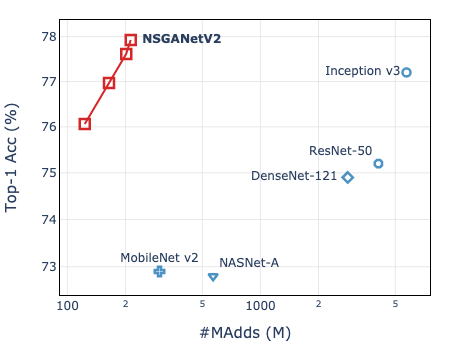 78
NSGANetV2
77
Inception v3
76
ResNet-50
75
DenseNet-121
74
MobileNet v2
NASNet-A
73
100
2
5
1000
2
5
#MAdds (M)
Top-1 Acc (%)